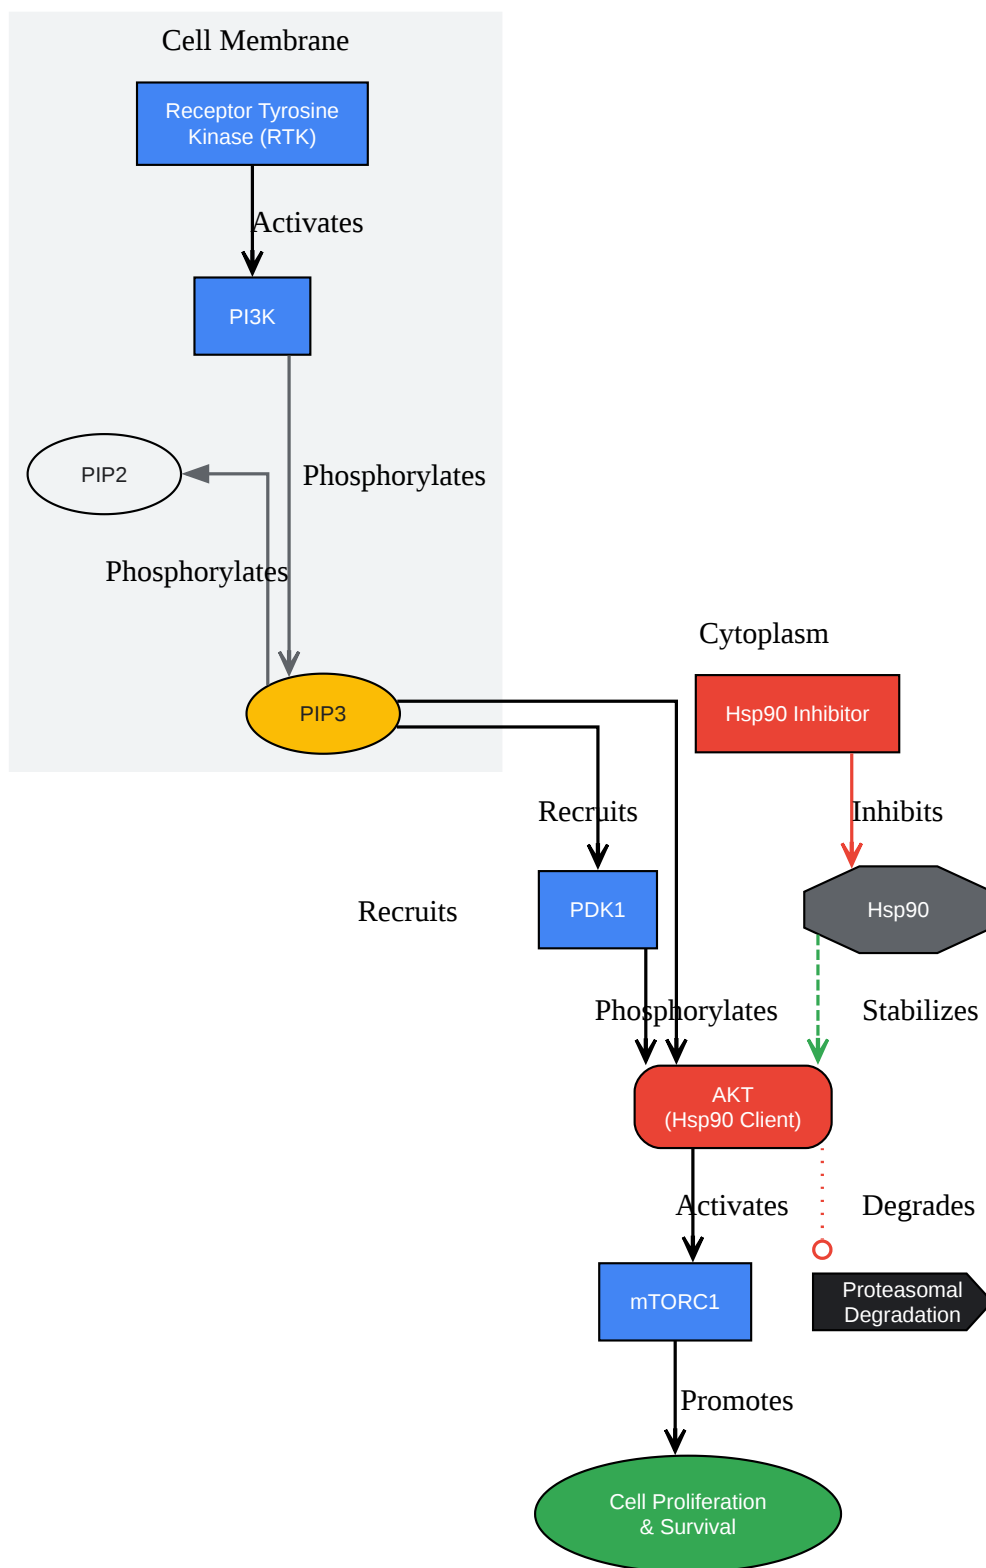 Cell Membrane
Receptor Tyrosine
Kinase (RTK)
Activates
PI3K
PIP2
Phosphorylates
Phosphorylates
Cytoplasm
PIP3
Hsp90 Inhibitor
Recruits
Inhibits
Recruits
PDK1
Hsp90
Phosphorylates
Stabilizes
AKT
(Hsp90 Client)
Activates
Degrades
mTORC1
Proteasomal
Degradation
Promotes
Cell Proliferation
& Survival